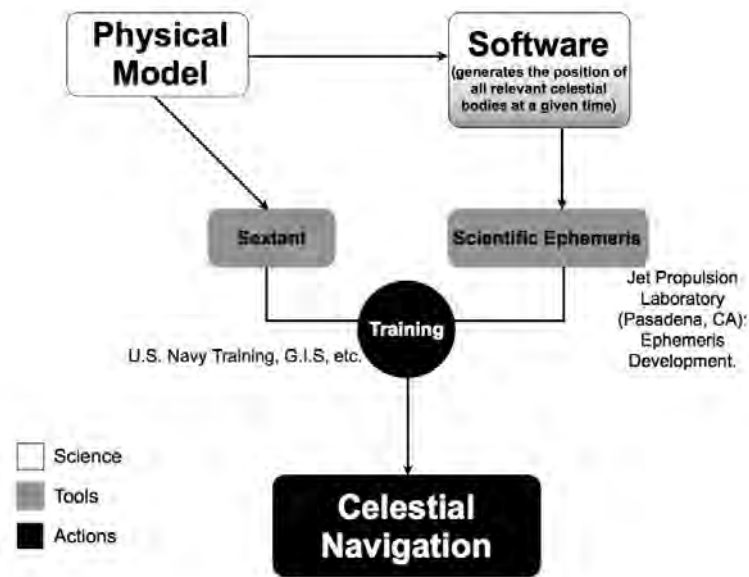 Physical
Model
Software
(generates the position of
all relevant celestial
bodies at a given time)
Sextant
Scientific Ephemeris
Jet Propulsion
Laboratory
(Pasadena, CA):
Ephemeris
Development.
Training
U.S. Navy Training, G.I.S, etc.
Science
Tools
Actions
Celestial
Navigation